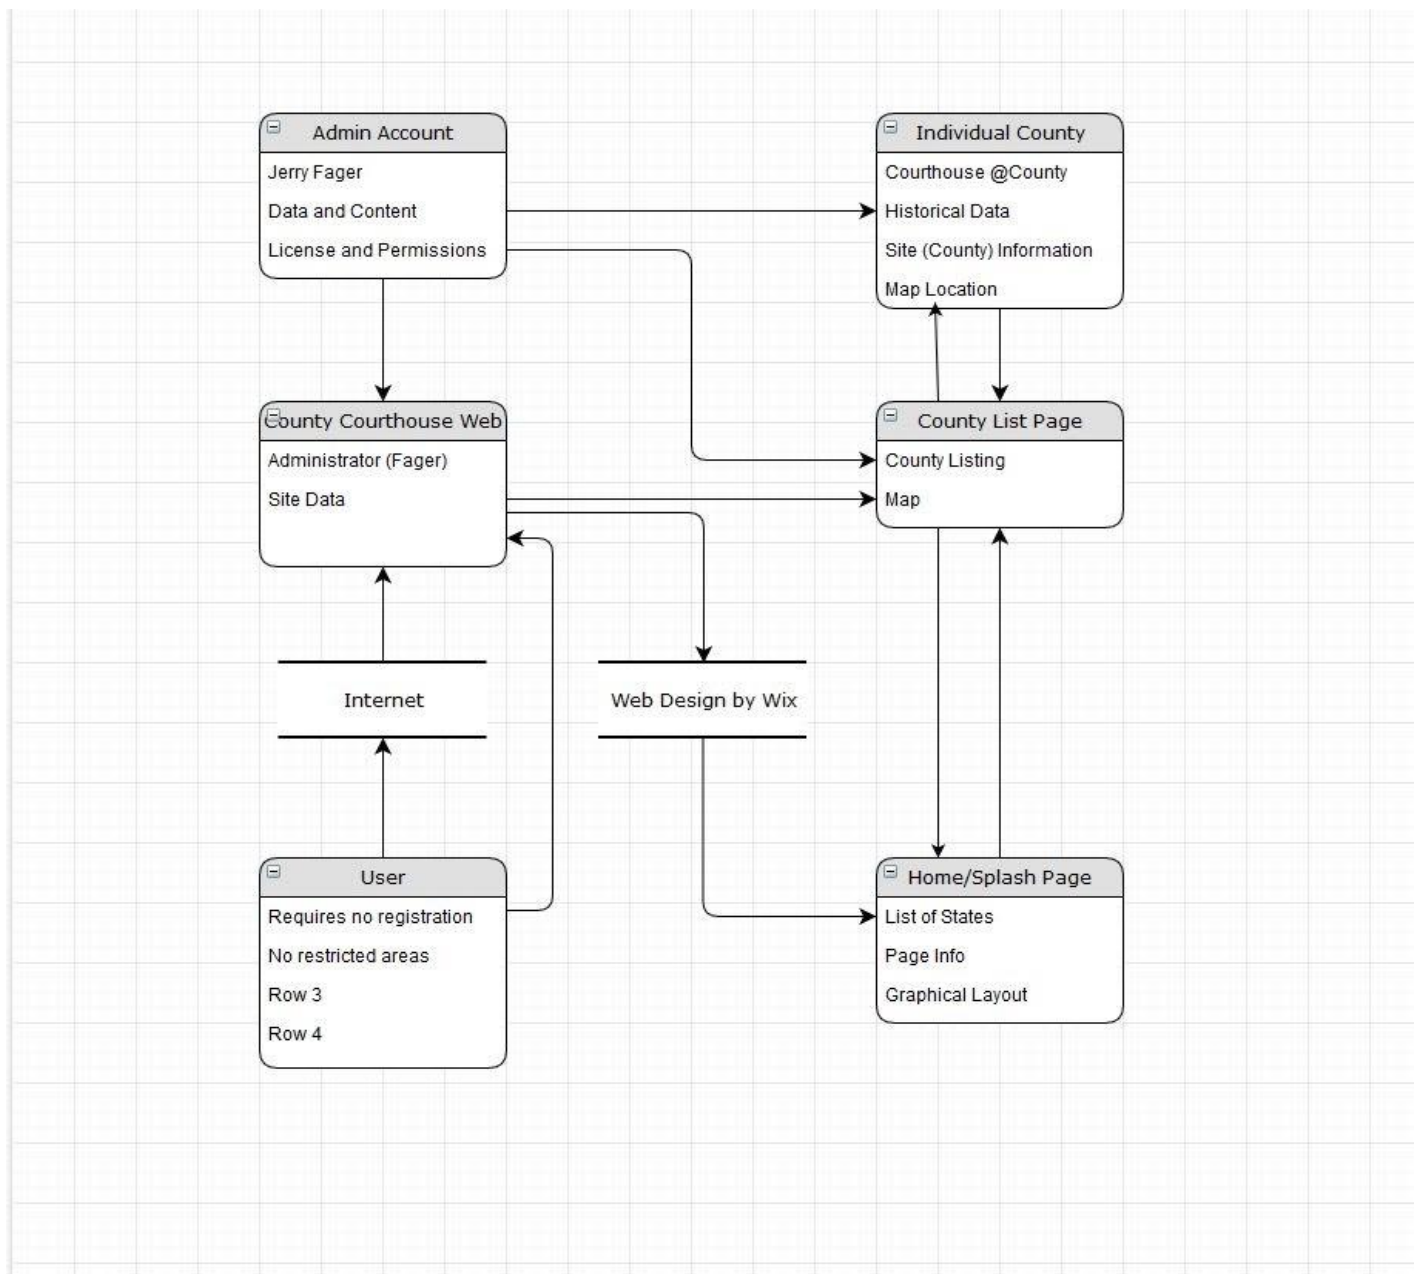 Admin Account
Jerry Fager
Data and Content
License and Permissions
Individual County
Courthouse @County
Historical Data
Site (County) Information
Map Location
County Courthouse Web
Administrator (Fager)
Site Data
County List Page
County Listing
Map
Internet
Web Design by Wix
User
Requires no registration
No restricted areas
Row 3
Row 4
Home/Splash Page
List of States
Page Info
Graphical Layout